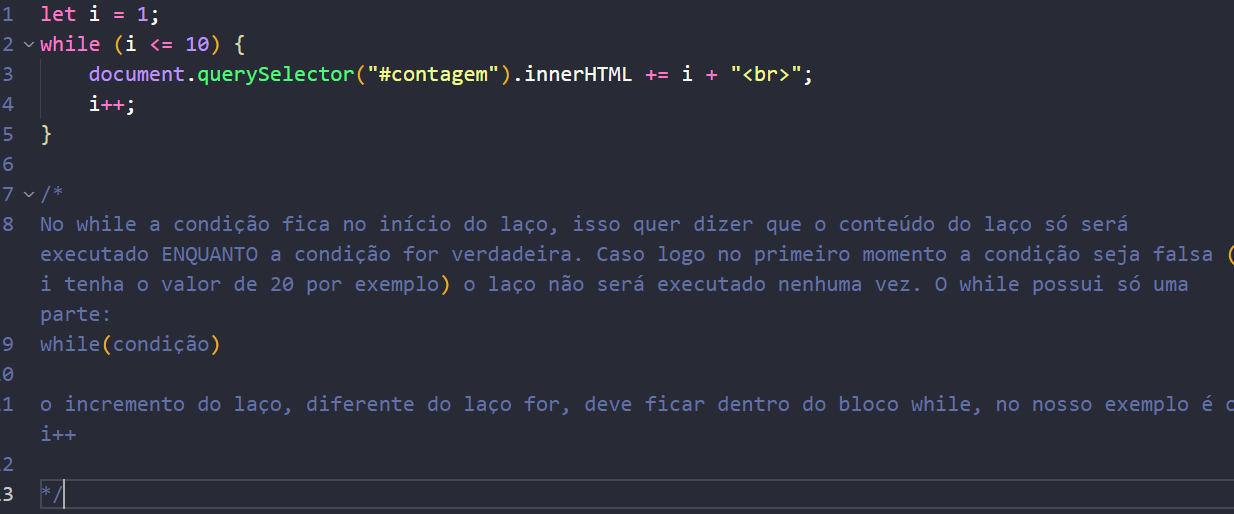 1 let i = 1;
2 while (i <= 10) {
3 document.querySelector("#contagem").innerHTML += i + "<br>";
4 i++;
5 }
6
7 /*
8 No while a condição fica no início do laço, isso quer dizer que o conteúdo do laço só será
executado ENQUANTO a condição for verdadeira. Caso logo no primeiro momento a condição seja falsa (
i tenha o valor de 20 por exemplo) o laço não será executado nenhuma vez. O while possui só uma
parte:
9 while(condição)
0
1 o incremento do laço, diferente do laço for, deve ficar dentro do bloco while, no nosso exemplo é o
i++
2
3 */